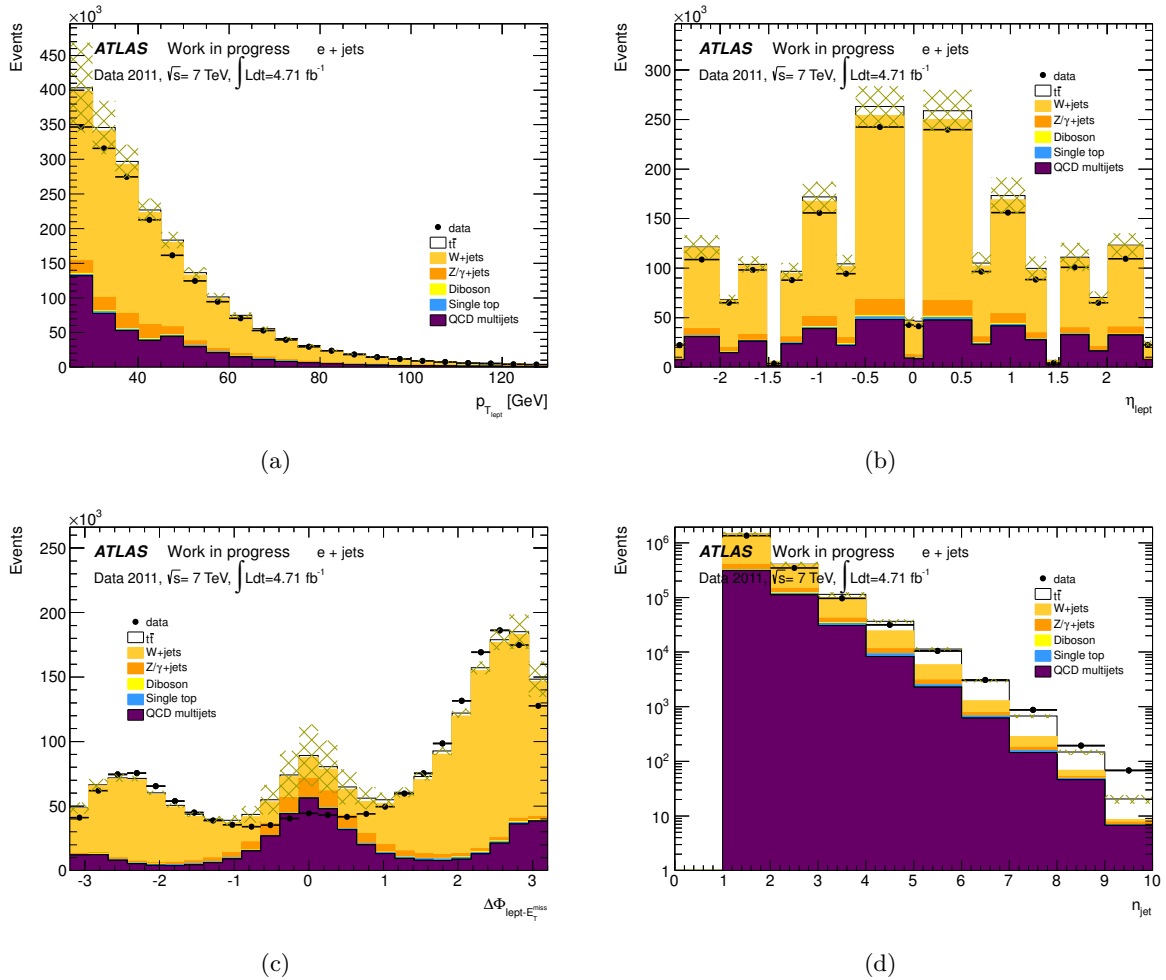 ×10³
Events
450
400
350
300
250
200
150
100
50
0
ATLAS Work in progress e + jets
Data 2011, √s= 7 TeV, ∫ Ldt=4.71 fb⁻¹
data
tt̄
W+jets
Z/γ+jets
Diboson
Single top
QCD multijets
40 60 80 100 120
p_T_lept [GeV]
(a)
×10³
Events
300
250
200
150
100
50
0
ATLAS Work in progress e + jets
Data 2011, √s= 7 TeV, ∫ Ldt=4.71 fb⁻¹
data
tt̄
W+jets
Z/γ+jets
Diboson
Single top
QCD multijets
-2 -1.5 -1 -0.5 0 0.5 1 1.5 2
η_lept
(b)
×10³
Events
250
200
150
100
50
0
ATLAS Work in progress e + jets
Data 2011, √s= 7 TeV, ∫ Ldt=4.71 fb⁻¹
data
tt̄
W+jets
Z/γ+jets
Diboson
Single top
QCD multijets
-3 -2 -1 0 1 2 3
ΔΦ_lept-E_T^miss
(c)
Events
10⁶
10⁵
10⁴
10³
10²
10
1
ATLAS Work in progress e + jets
Data 2011, √s= 7 TeV, ∫ Ldt=4.71 fb⁻¹
data
tt̄
W+jets
Z/γ+jets
Diboson
Single top
QCD multijets
0 1 2 3 4 5 6 7 8 9 10
n_jet
(d)